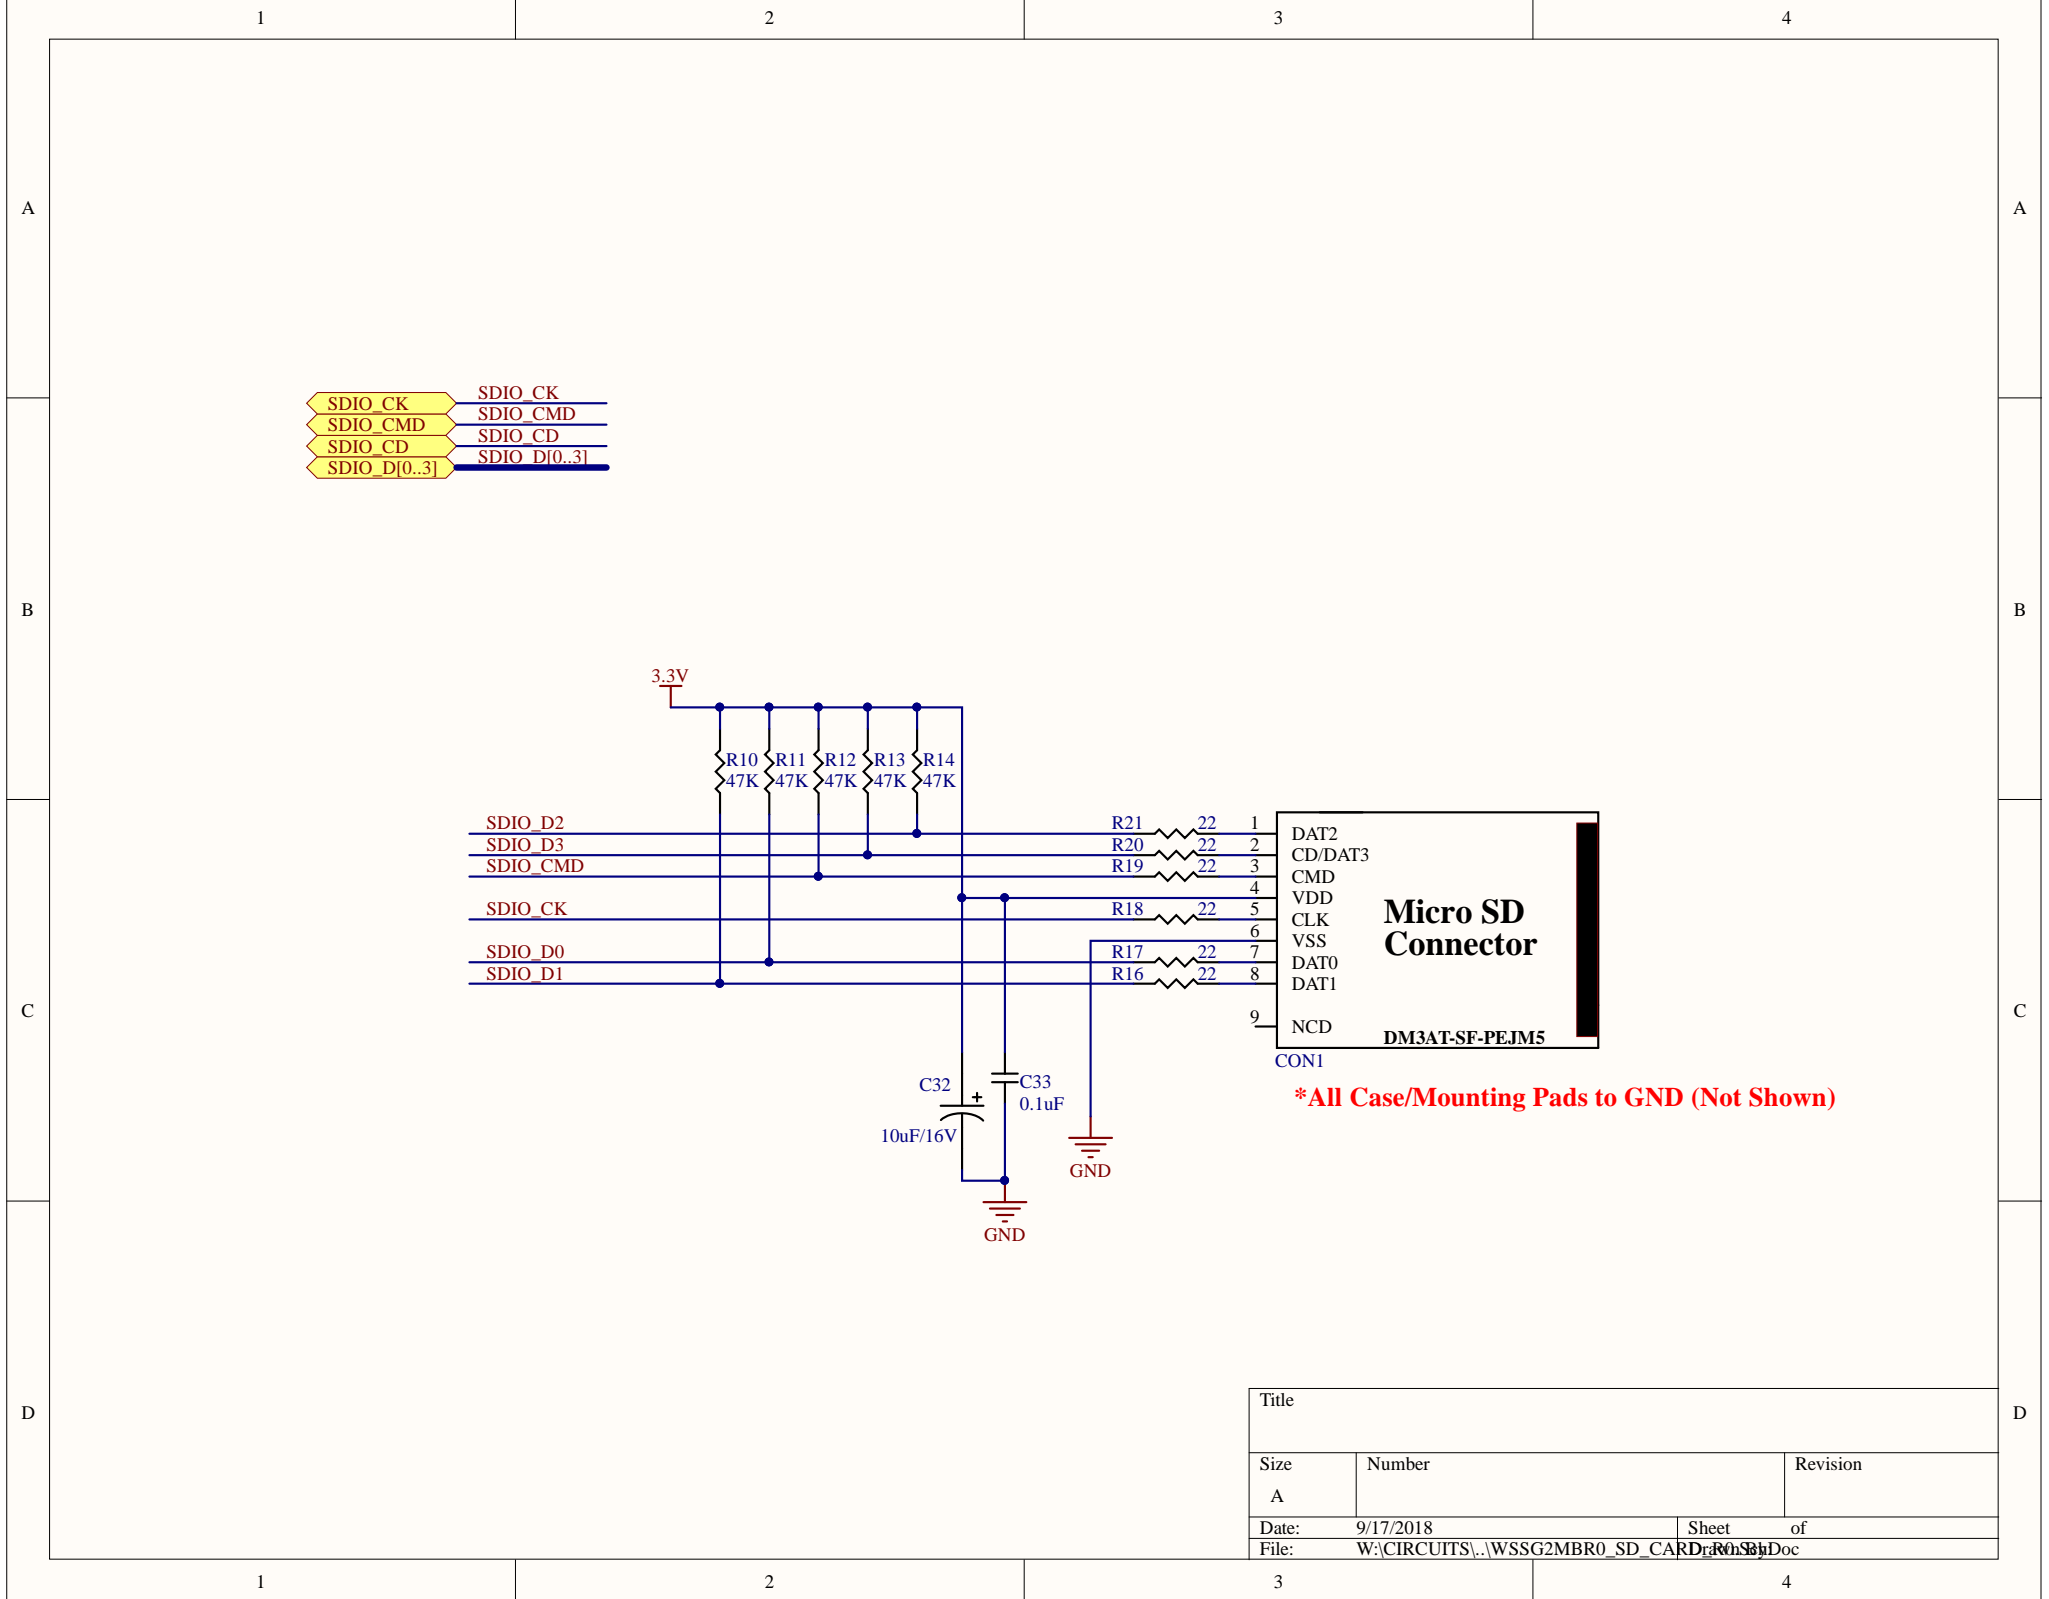 1 2 3 4
A A
SDIO_CK SDIO_CK
SDIO_CMD SDIO_CMD
SDIO_CD SDIO_CD
SDIO_D[0..3] SDIO_D[0..3]
B B
3.3V
R10 R11 R12 R13 R14
47K 47K 47K 47K 47K
SDIO_D2 R21 22 1 DAT2
SDIO_D3 R20 22 2 CD/DAT3
SDIO_CMD R19 22 3 CMD
4 VDD
SDIO_CK R18 22 5 CLK
6 VSS
SDIO_D0 R17 22 7 DAT0
SDIO_D1 R16 22 8 DAT1
9 NCD
Micro SD
Connector
DM3AT-SF-PEJM5
CON1
C C
*All Case/Mounting Pads to GND (Not Shown)
C32 + C33
0.1uF
10uF/16V
GND
GND
D D
Title
Size Number Revision
A
Date: 9/17/2018 Sheet of
File: W:\CIRCUITS\..\WSSG2MBR0_SD_CARD_R0.SchDoc
Drawn By:
1 2 3 4